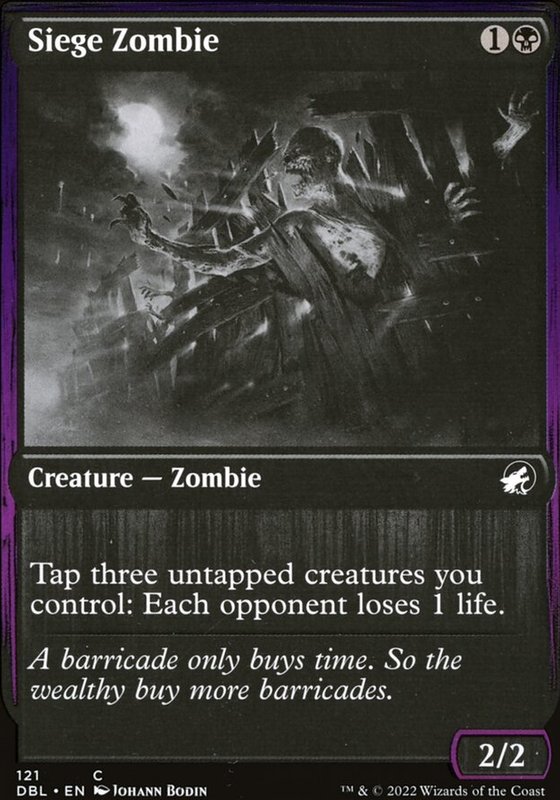 Siege Zombie 1
Creature — Zombie
Tap three untapped creatures you
control: Each opponent loses 1 life.
A barricade only buys time. So the
wealthy buy more barricades.
2/2
121 C
DBL • EN Johann Bodin
™ & © 2022 Wizards of the Coast